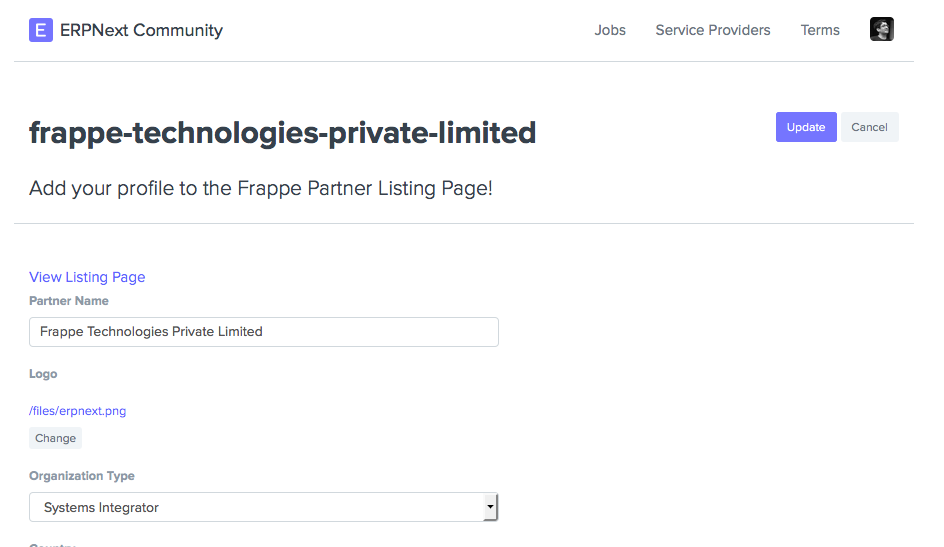 E ERPNext Community
Jobs Service Providers Terms
frappe-technologies-private-limited
Update Cancel
Add your profile to the Frappe Partner Listing Page!
View Listing Page
Partner Name
Frappe Technologies Private Limited
Logo
/files/erpnext.png
Change
Organization Type
Systems Integrator